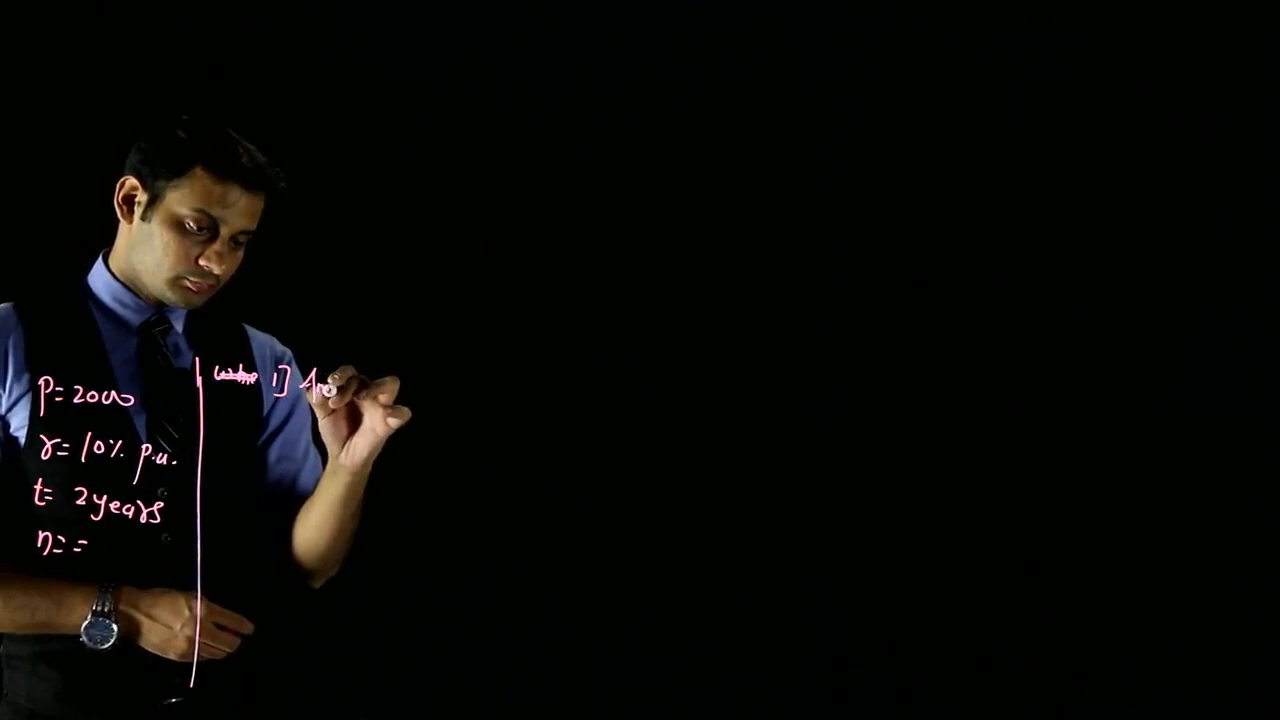 P = 2000
r = 10% p.a.
t = 2 years
n = =
1]